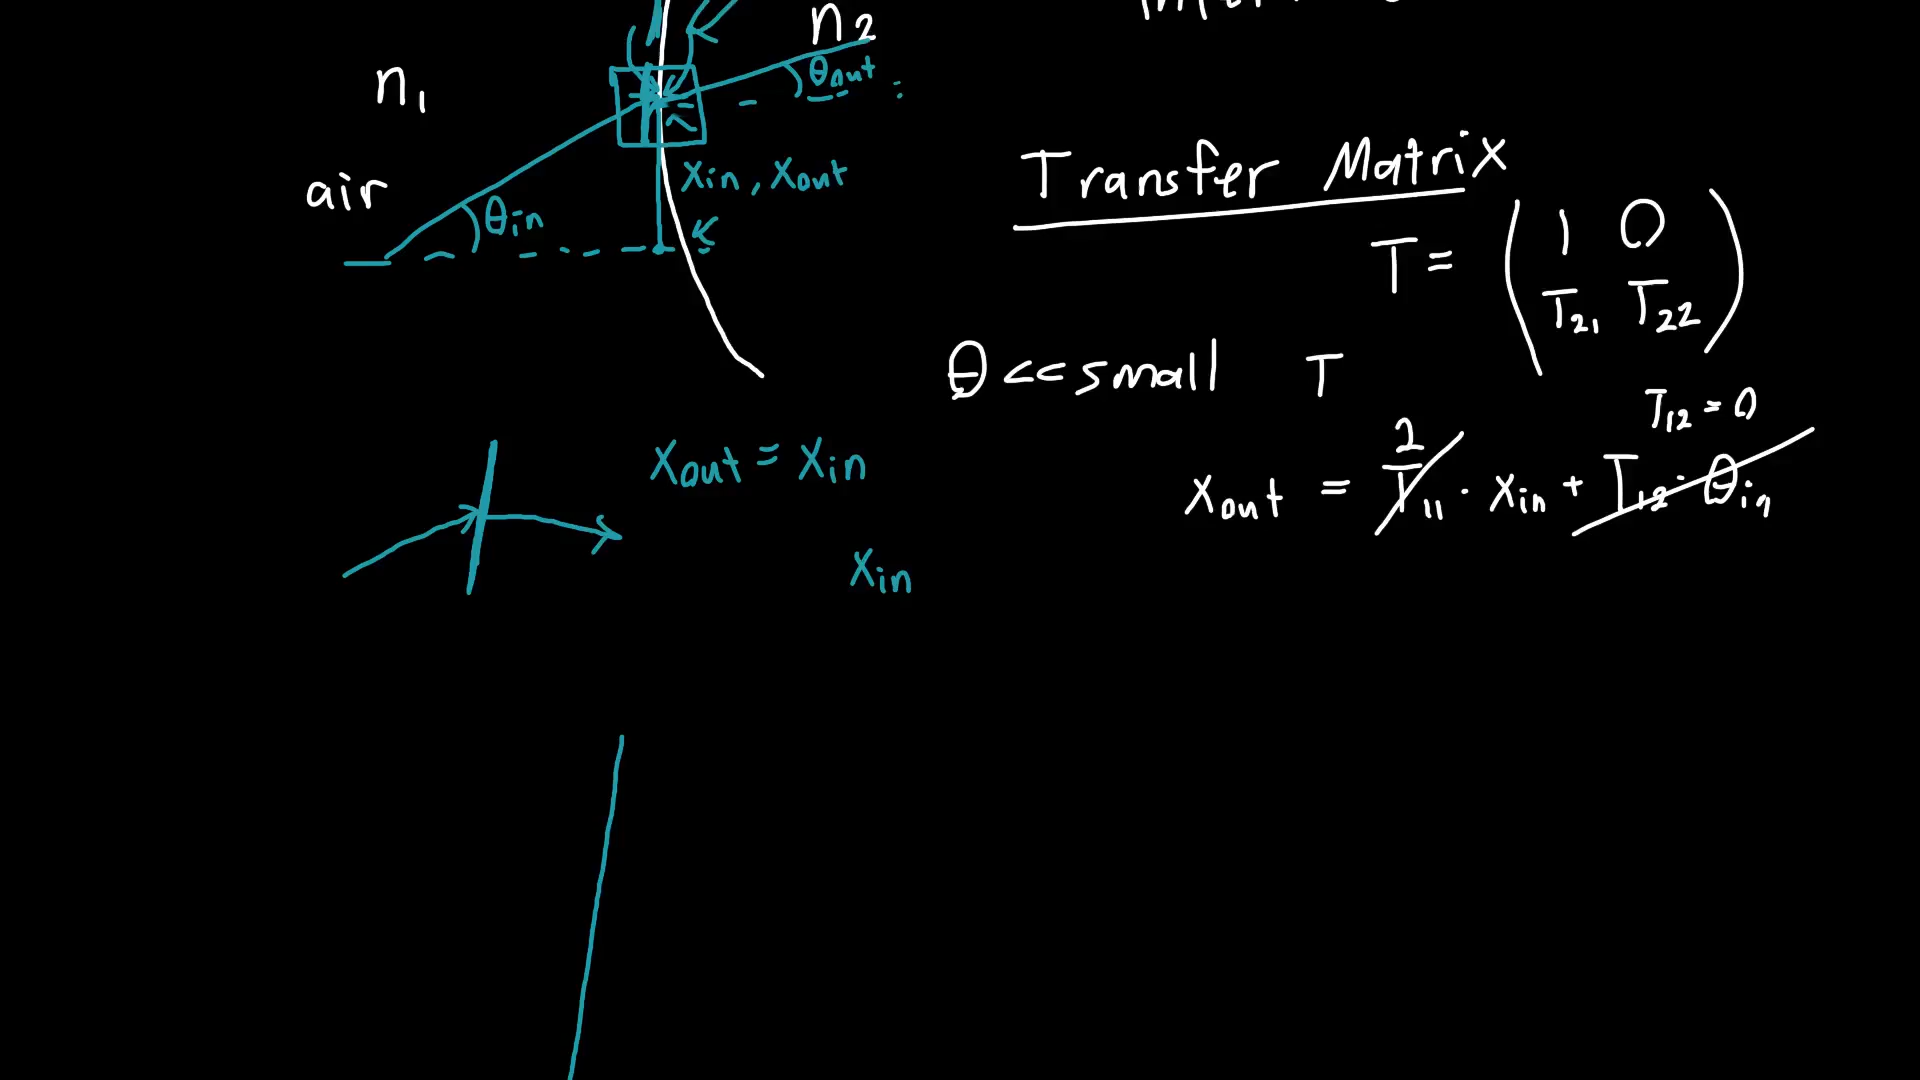 n₂
n₁
θout :
air
θin
xin, xout
Transfer Matrix
T = (1 0
T₂₁ T₂₂)
θ << small T
T₁₂ = 0
2
xout = xin
xout = T₁₁ · xin + T₁₂ · θin
xin